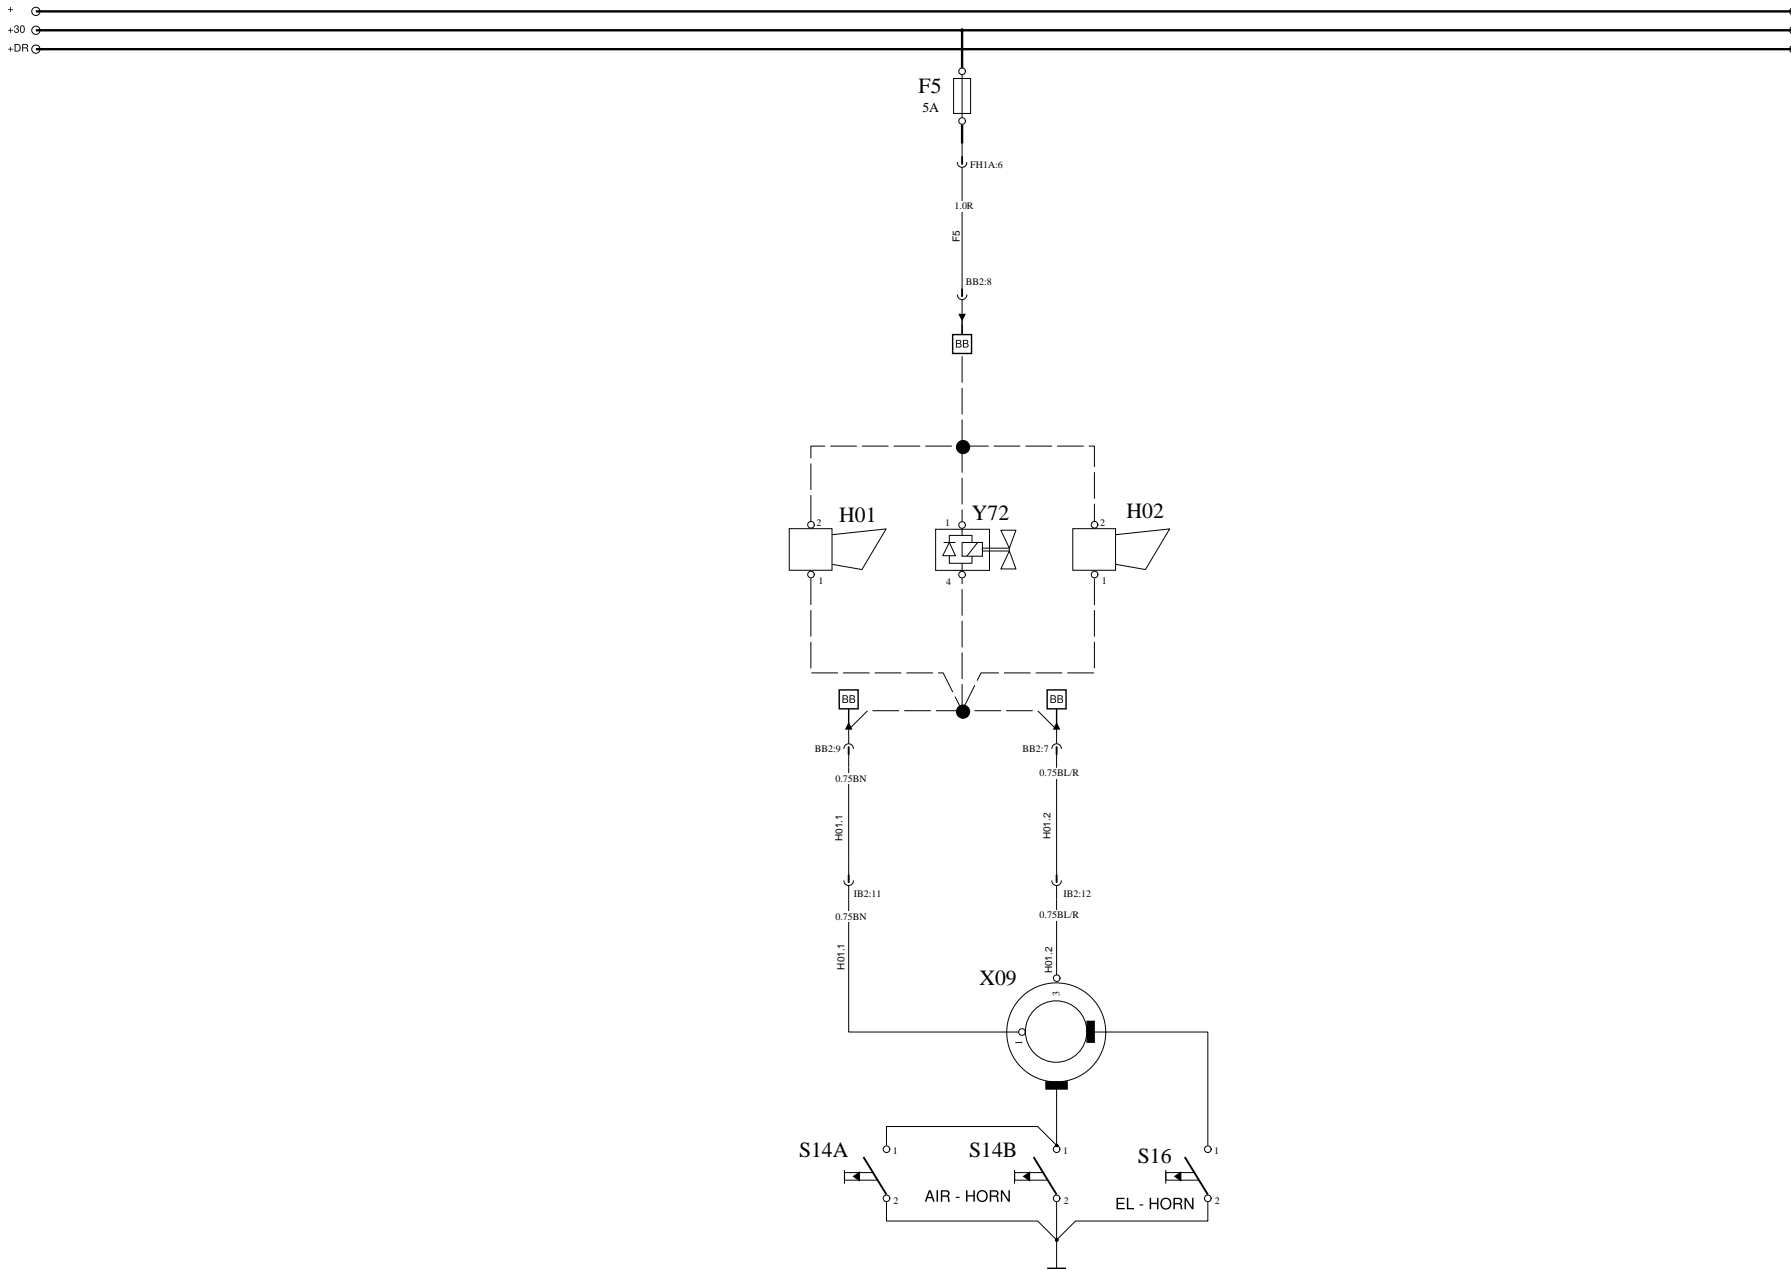 +
+30
+DR
F5
5A
FH1A:6
1.0R
F5
BB2:8
BB
H01
Y72
H02
2
1
2
1
4
1
BB
BB
BB2:9
BB2:7
0.75BN
0.75BL/R
H01.1
H01.2
IB2:11
IB2:12
0.75BN
0.75BL/R
H01.1
H01.2
X09
3
1
S14A
1
S14B
1
S16
1
2
AIR - HORN
2
EL - HORN
2